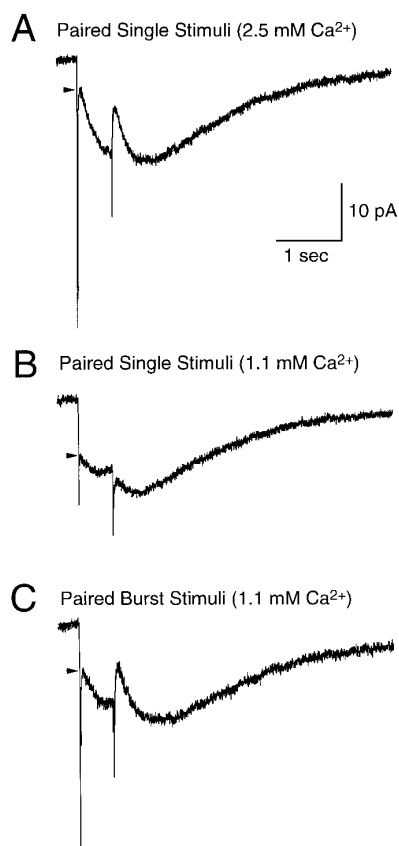 A Paired Single Stimuli (2.5 mM Ca²⁺)
10 pA
1 sec
B Paired Single Stimuli (1.1 mM Ca²⁺)
C Paired Burst Stimuli (1.1 mM Ca²⁺)